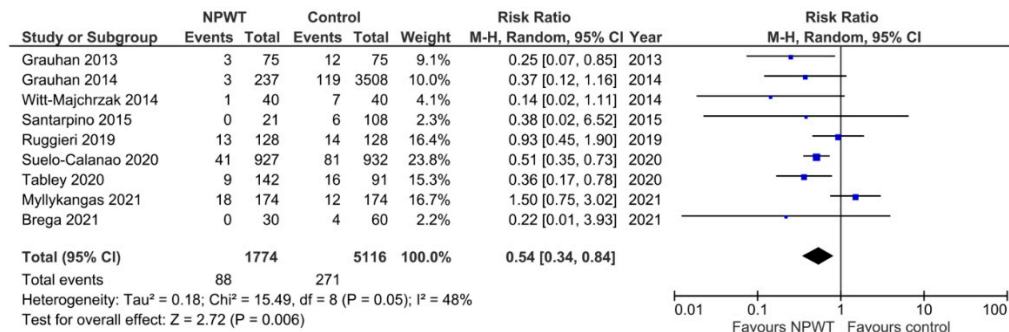 NPWT Control Risk Ratio Risk Ratio
Study or Subgroup Events Total Events Total Weight M-H, Random, 95% CI Year M-H, Random, 95% CI
Grauhan 2013 3 75 12 75 9.1% 0.25 [0.07, 0.85] 2013
Grauhan 2014 3 237 119 3508 10.0% 0.37 [0.12, 1.16] 2014
Witt-Majchrzak 2014 1 40 7 40 4.1% 0.14 [0.02, 1.11] 2014
Santarpino 2015 0 21 6 108 2.3% 0.38 [0.02, 6.52] 2015
Ruggieri 2019 13 128 14 128 16.6% 0.93 [0.45, 1.90] 2019
Suelo-Calanao 2020 41 927 81 932 23.8% 0.51 [0.35, 0.73] 2020
Tabley 2020 9 142 16 91 15.3% 0.36 [0.17, 0.78] 2020
Myllykangas 2021 18 174 12 174 16.7% 1.50 [0.75, 3.02] 2021
Brega 2021 0 30 4 60 2.2% 0.22 [0.01, 3.93] 2021
Total (95% CI) 1774 5116 100.0% 0.54 [0.34, 0.84]
Total events 88 271
Heterogeneity: Tau² = 0.18; Chi² = 15.49, df = 8 (P = 0.05); I² = 48%
Test for overall effect: Z = 2.72 (P = 0.006)
0.01 0.1 1 10 100
Favours NPWT Favours control